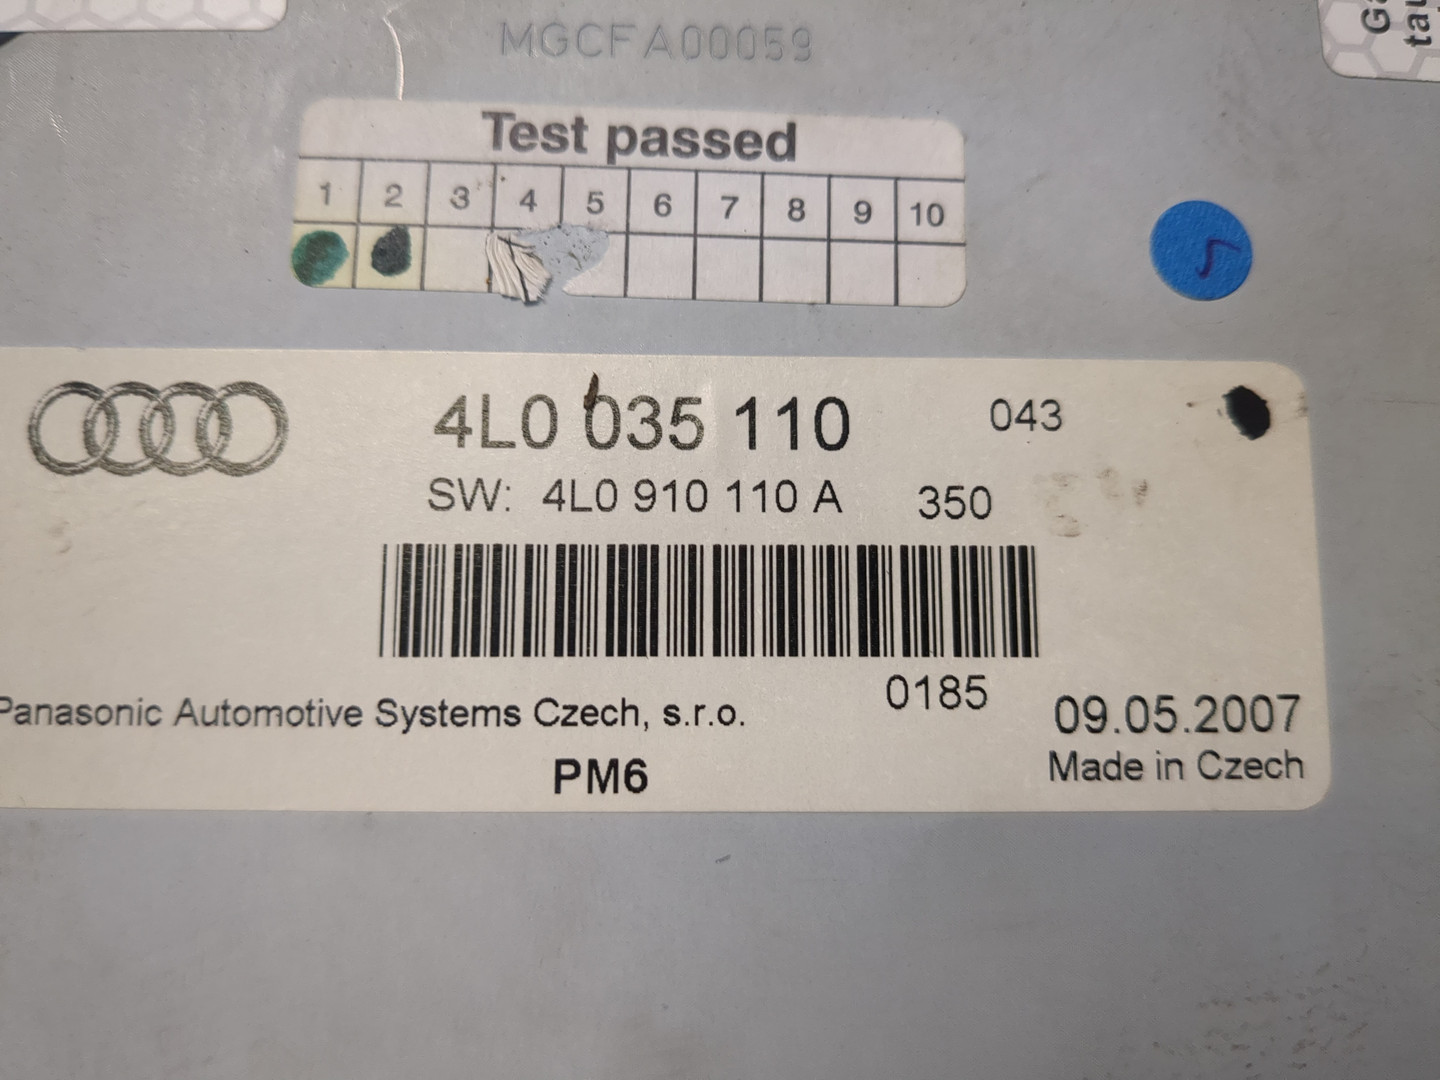 MGCFA00059
Test passed
1 2 3 4 5 6 7 8 9 10
5
4L0 035 110 043
SW: 4L0 910 110 A 350
0185
Panasonic Automotive Systems Czech, s.r.o. 09.05.2007
PM6 Made in Czech